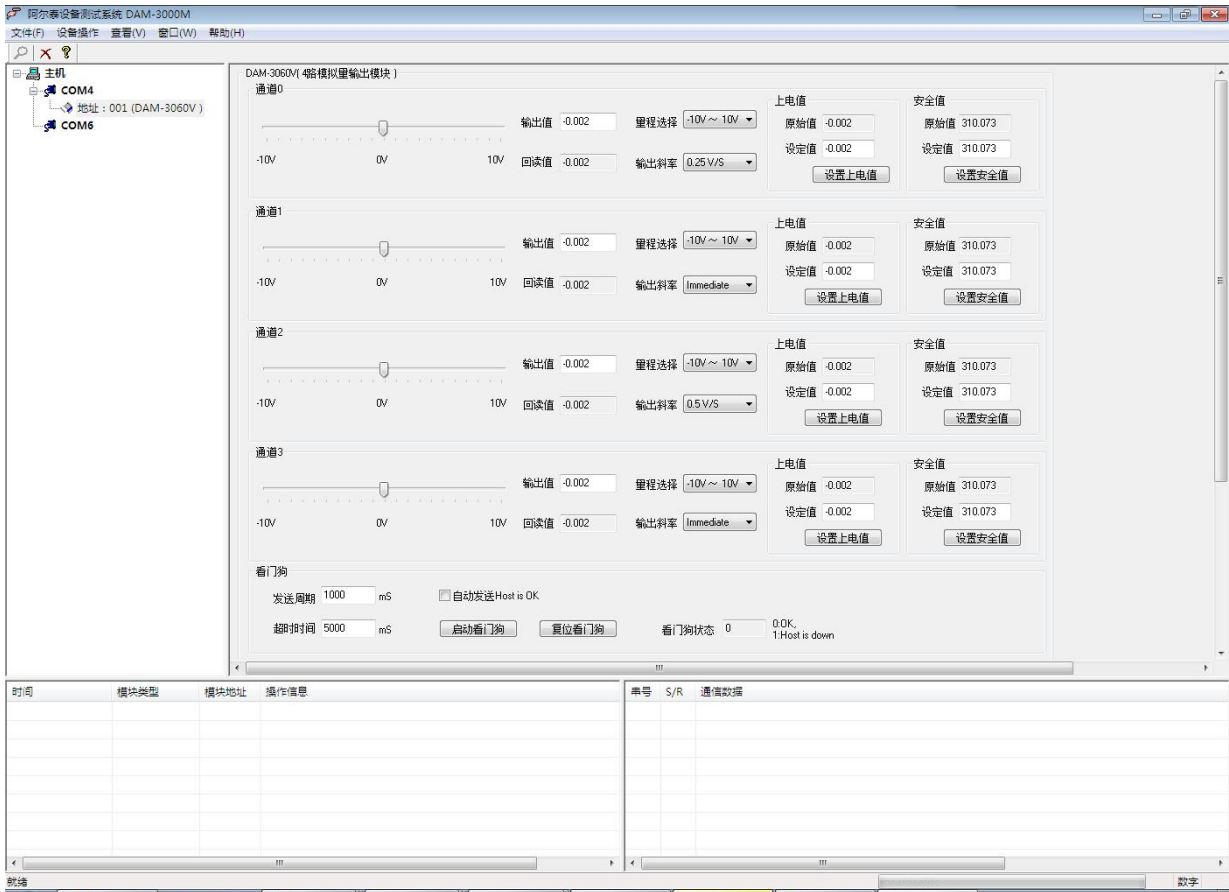 阿尔泰设备测试系统 DAM-3000M
文件(F) 设备操作 查看(V) 窗口(W) 帮助(H)
主机
COM4
地址：001 (DAM-3060V )
COM6
DAM-3060V( 4路模拟量输出模块 )
通道0
-10V 0V 10V
输出值 -0.002
回读值 -0.002
量程选择 -10V ~ 10V
输出斜率 0.25 V/S
上电值
原始值 -0.002
设定值 -0.002
设置上电值
安全值
原始值 310.073
设定值 310.073
设置安全值
通道1
-10V 0V 10V
输出值 -0.002
回读值 -0.002
量程选择 -10V ~ 10V
输出斜率 Immediate
上电值
原始值 -0.002
设定值 -0.002
设置上电值
安全值
原始值 310.073
设定值 310.073
设置安全值
通道2
-10V 0V 10V
输出值 -0.002
回读值 -0.002
量程选择 -10V ~ 10V
输出斜率 0.5 V/S
上电值
原始值 -0.002
设定值 -0.002
设置上电值
安全值
原始值 310.073
设定值 310.073
设置安全值
通道3
-10V 0V 10V
输出值 -0.002
回读值 -0.002
量程选择 -10V ~ 10V
输出斜率 Immediate
上电值
原始值 -0.002
设定值 -0.002
设置上电值
安全值
原始值 310.073
设定值 310.073
设置安全值
看门狗
发送周期 1000 mS 自动发送Host is OK
超时时间 5000 mS 启动看门狗 复位看门狗 看门狗状态 0
0:OK,
1:Host is down
时间 模块类型 模块地址 操作信息
串号 S/R 通信数据
就绪 数字